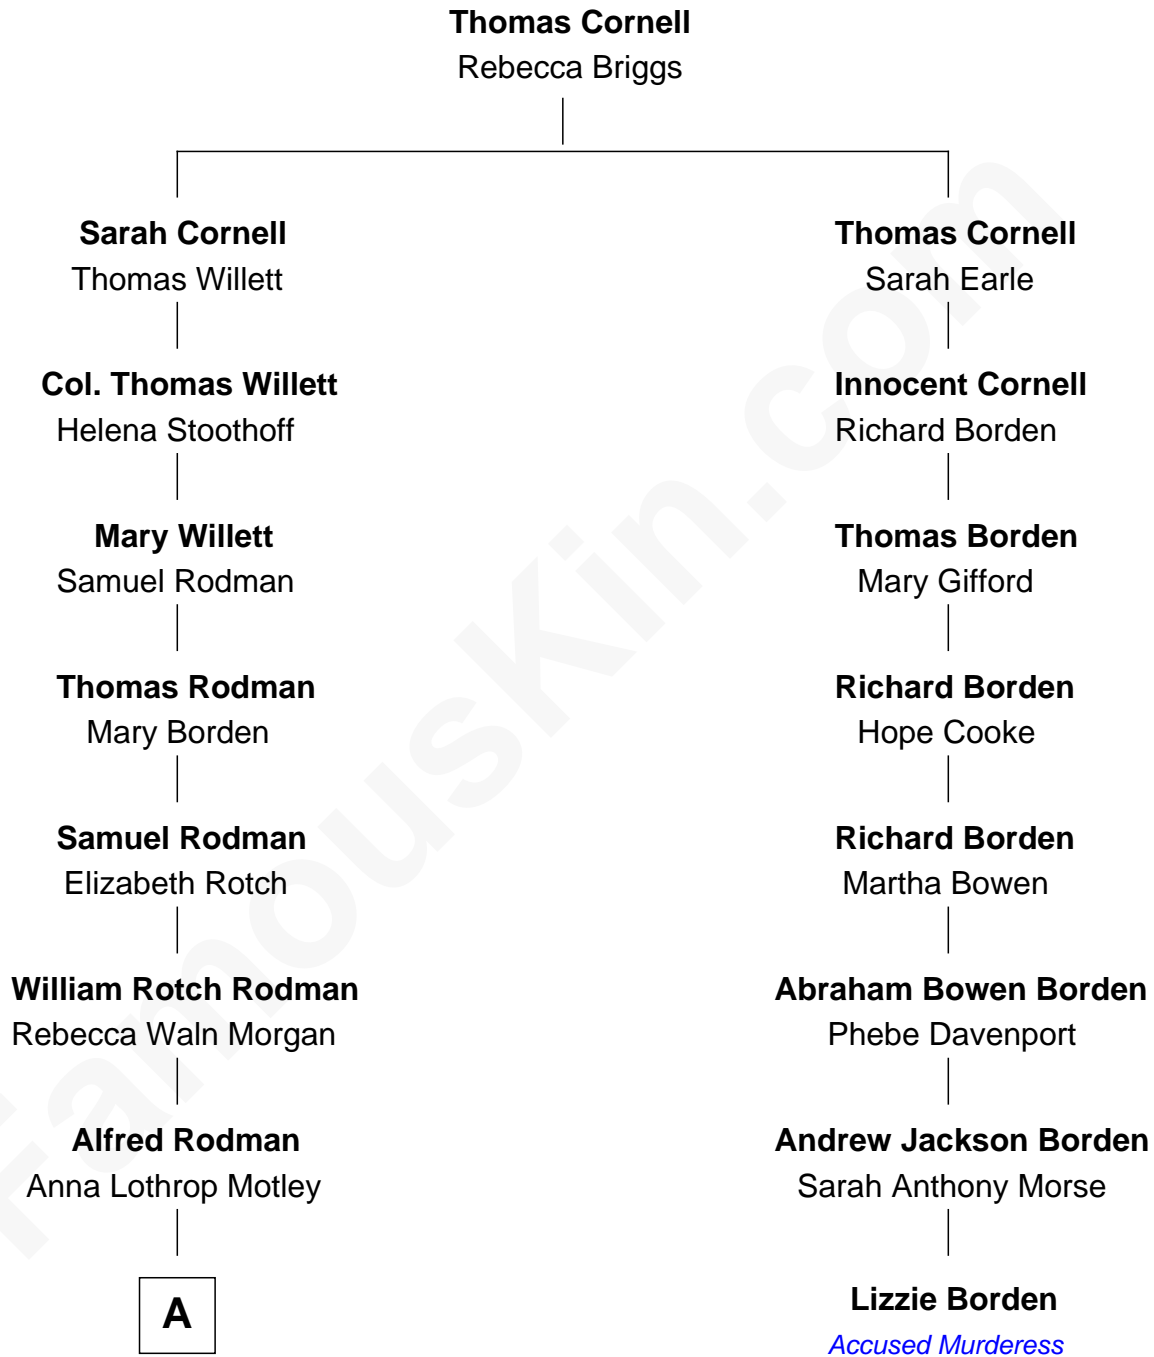 Thomas Cornell
Rebecca Briggs
Sarah Cornell
Thomas Willett
Thomas Cornell
Sarah Earle
Col. Thomas Willett
Helena Stoothoff
Innocent Cornell
Richard Borden
Mary Willett
Samuel Rodman
Thomas Borden
Mary Gifford
Thomas Rodman
Mary Borden
Richard Borden
Hope Cooke
Samuel Rodman
Elizabeth Rotch
Richard Borden
Martha Bowen
William Rotch Rodman
Rebecca Waln Morgan
Abraham Bowen Borden
Phebe Davenport
Alfred Rodman
Anna Lothrop Motley
Andrew Jackson Borden
Sarah Anthony Morse
A
Lizzie Borden
Accused Murderess
FamousKin.com